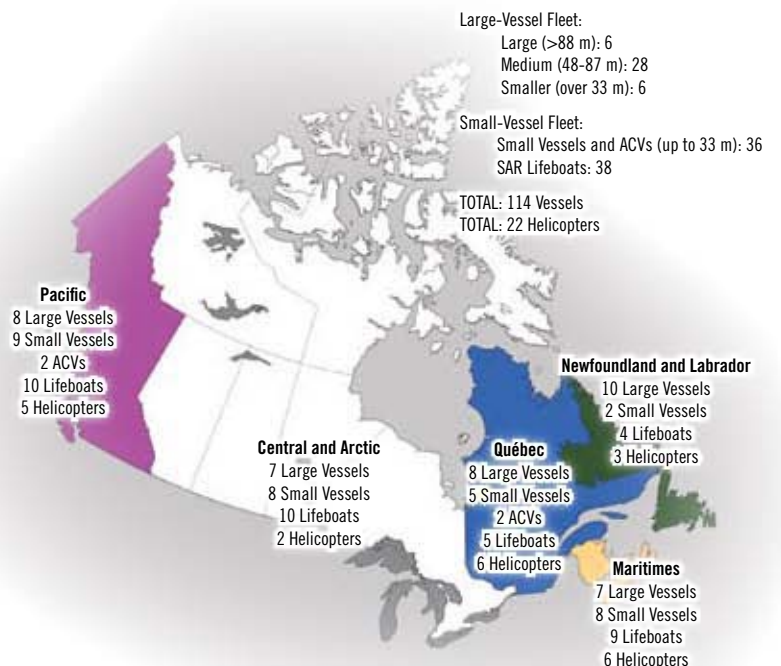 Large-Vessel Fleet:
Large (>88 m): 6
Medium (48-87 m): 28
Smaller (over 33 m): 6
Small-Vessel Fleet:
Small Vessels and ACVs (up to 33 m): 36
SAR Lifeboats: 38
TOTAL: 114 Vessels
TOTAL: 22 Helicopters
Pacific
8 Large Vessels
9 Small Vessels
2 ACVs
10 Lifeboats
5 Helicopters
Central and Arctic
7 Large Vessels
8 Small Vessels
10 Lifeboats
2 Helicopters
Québec
8 Large Vessels
5 Small Vessels
2 ACVs
5 Lifeboats
6 Helicopters
Newfoundland and Labrador
10 Large Vessels
2 Small Vessels
4 Lifeboats
3 Helicopters
Maritimes
7 Large Vessels
8 Small Vessels
9 Lifeboats
6 Helicopters